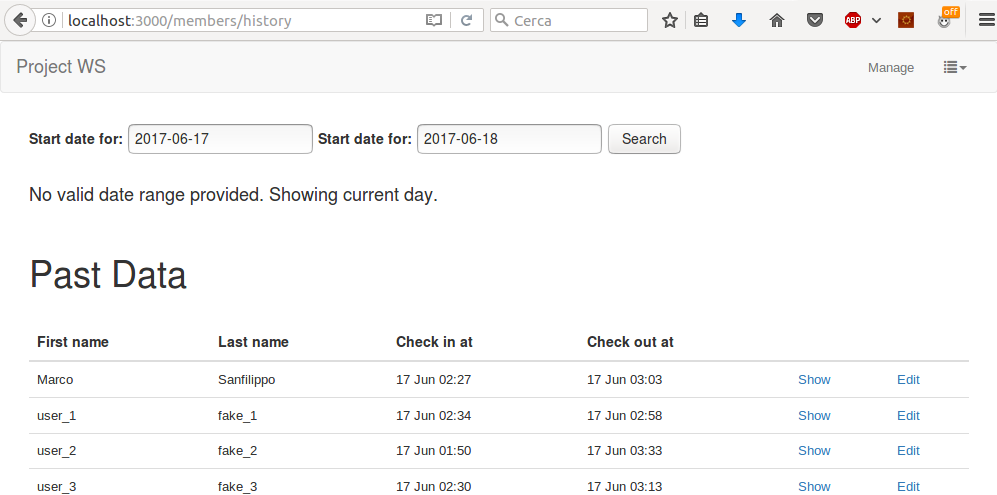 localhost:3000/members/history Cerca ABP off
Project WS Manage
Start date for: 2017-06-17 Start date for: 2017-06-18 Search
No valid date range provided. Showing current day.
Past Data
First name Last name Check in at Check out at
Marco Sanfilippo 17 Jun 02:27 17 Jun 03:03 Show Edit
user_1 fake_1 17 Jun 02:34 17 Jun 02:58 Show Edit
user_2 fake_2 17 Jun 01:50 17 Jun 03:33 Show Edit
user_3 fake_3 17 Jun 02:30 17 Jun 03:13 Show Edit